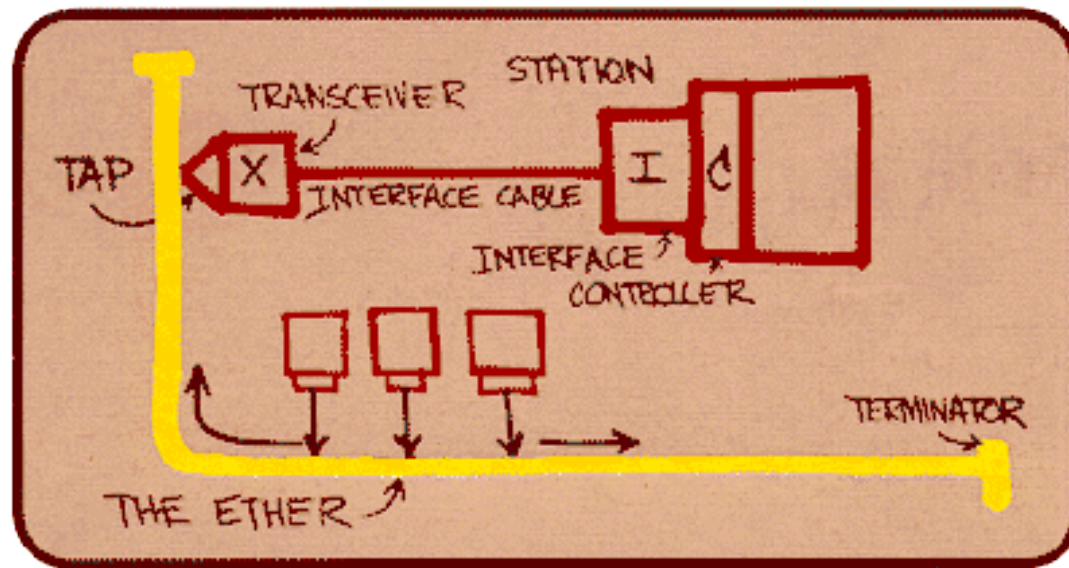 STATION
TRANSCEIVER
TAP
X
I
C
INTERFACE CABLE
INTERFACE
CONTROLLER
TERMINATOR
THE ETHER